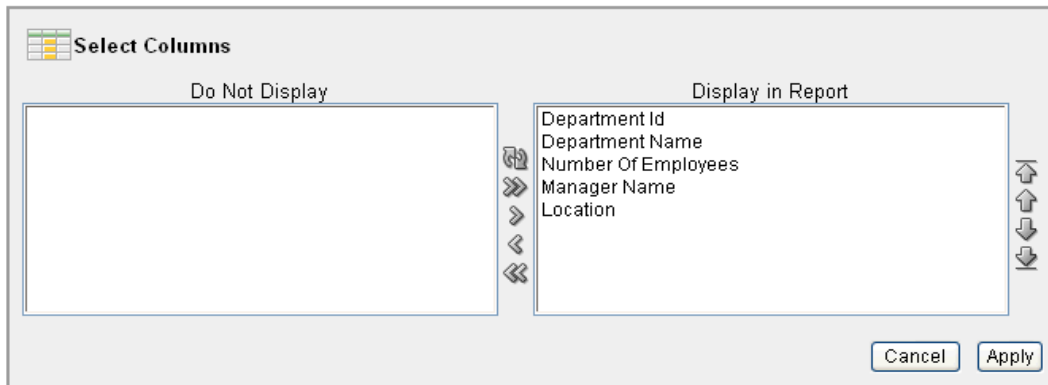 Select Columns
Do Not Display
Display in Report
Department Id
Department Name
Number Of Employees
Manager Name
Location
Cancel
Apply